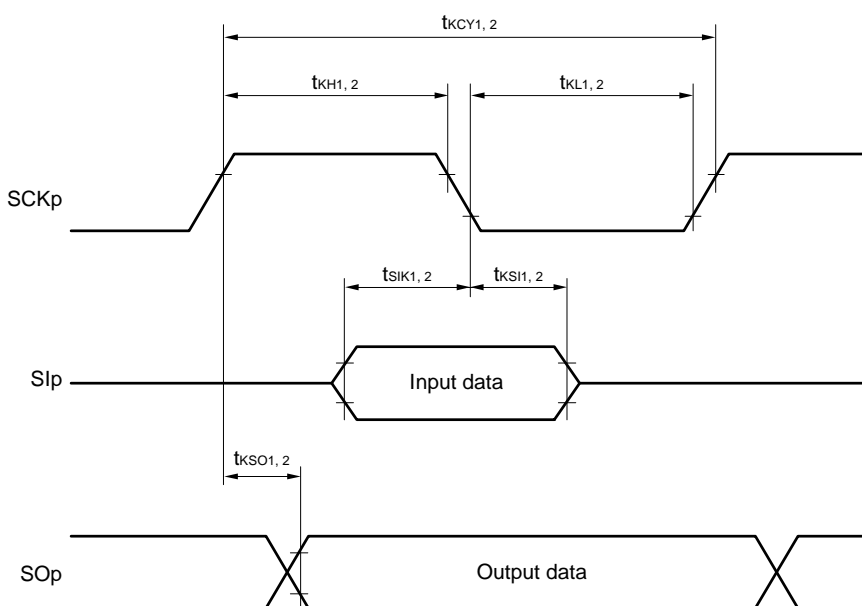 tKCY1, 2
tKH1, 2
tKL1, 2
SCKp
tSIK1, 2
tKSI1, 2
SIp
Input data
tKSO1, 2
SOp
Output data